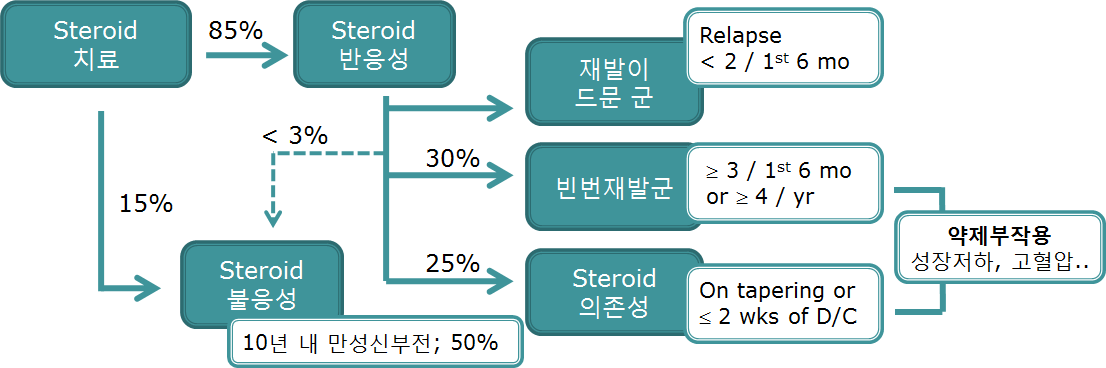 Steroid
치료
85%
Steroid
반응성
재발이
드문 군
Relapse
< 2 / 1st 6 mo
< 3%
30%
빈번재발군
≥ 3 / 1st 6 mo
or ≥ 4 / yr
15%
약제부작용
성장저하, 고혈압..
Steroid
불응성
25%
Steroid
의존성
On tapering or
≤ 2 wks of D/C
10년 내 만성신부전; 50%